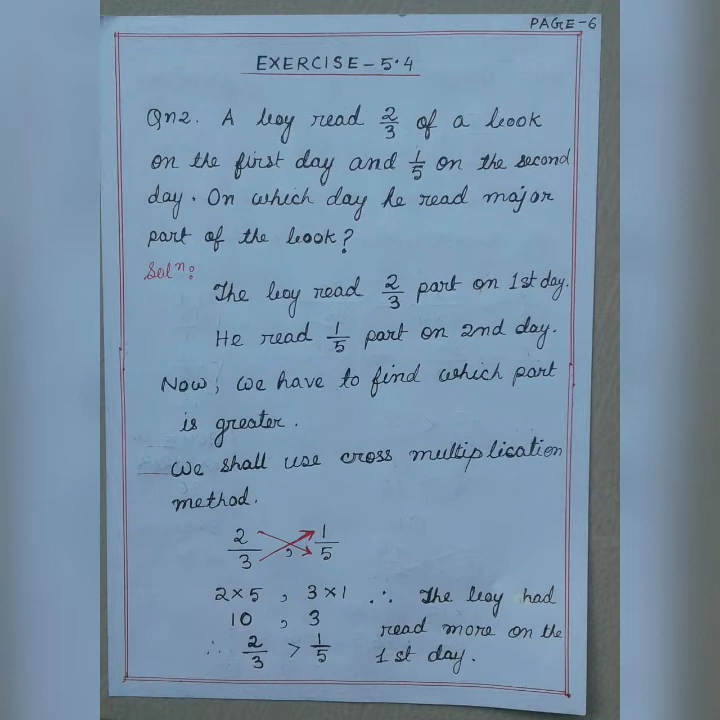 PAGE-6
EXERCISE - 5.4
Qn2. A boy read 2/3 of a book
on the first day and 1/5 on the second
day. On which day he read major
part of the book?
Solⁿ:
The boy read 2/3 part on 1st day.
He read 1/5 part on 2nd day.
Now, we have to find which part
is greater.
We shall use cross multiplication
method.
2/3 , 1/5
2×5 , 3×1 ∴ The boy had
10 , 3 read more on the
∴ 2/3 > 1/5 1st day.